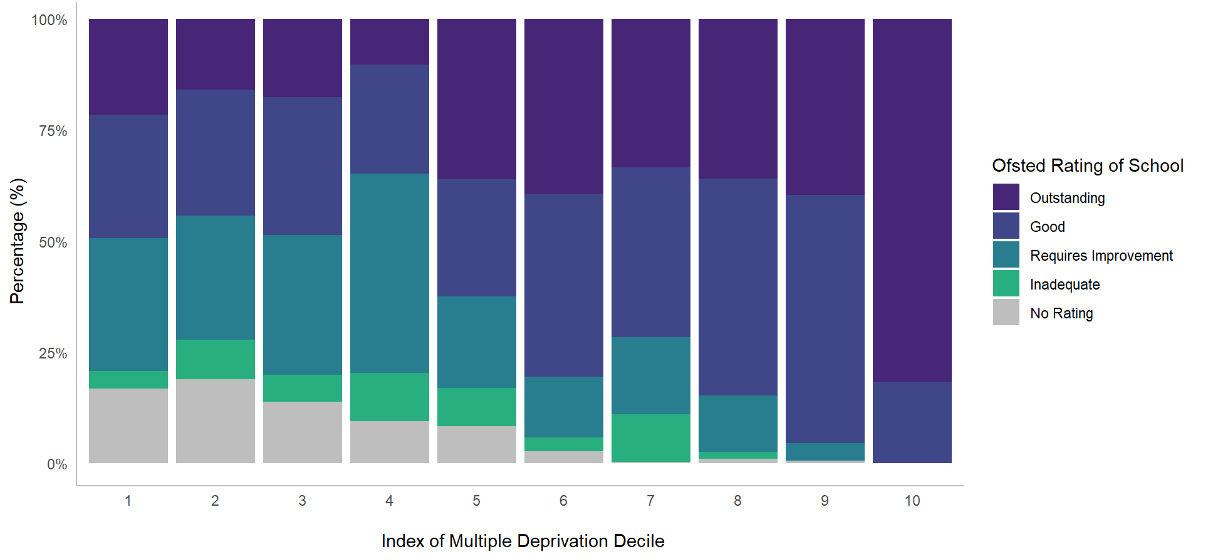 100%
75%
50%
25%
0%
Percentage (%)
1 2 3 4 5 6 7 8 9 10
Index of Multiple Deprivation Decile
Ofsted Rating of School
Outstanding
Good
Requires Improvement
Inadequate
No Rating